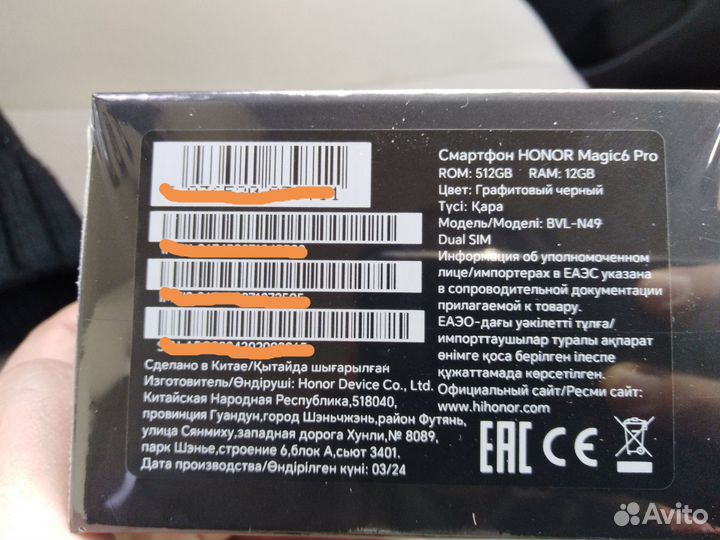 Смартфон HONOR Magic6 Pro
ROM: 512GB RAM: 12GB
Цвет: Графитовый черный
Түсі: Қара
Модель/Моделі: BVL-N49
Dual SIM
Информация об уполномоченном
лице/импортерах в ЕАЭС указана
в сопроводительной документации
прилагаемой к товару.
ЕАЭО-дағы уәкілетті тұлға/
импорттаушылар туралы ақпарат
өнімге қоса берілген ілеспе
құжаттамада көрсетілген.
Официальный сайт/Ресми сайт:
www.hihonor.com
Сделано в Китае/Қытайда шығарылған
Изготовитель/Өндіруші: Honor Device Co., Ltd.
Китайская Народная Республика,518040,
провинция Гуандун,город Шэньчжэнь,район Футянь,
улица Сянмиху,западная дорога Хунли,№ 8089,
парк Шэнье,строение 6,блок А,сьют 3401.
Дата производства/Өндірілген күні: 03/24
EAC CE
Avito